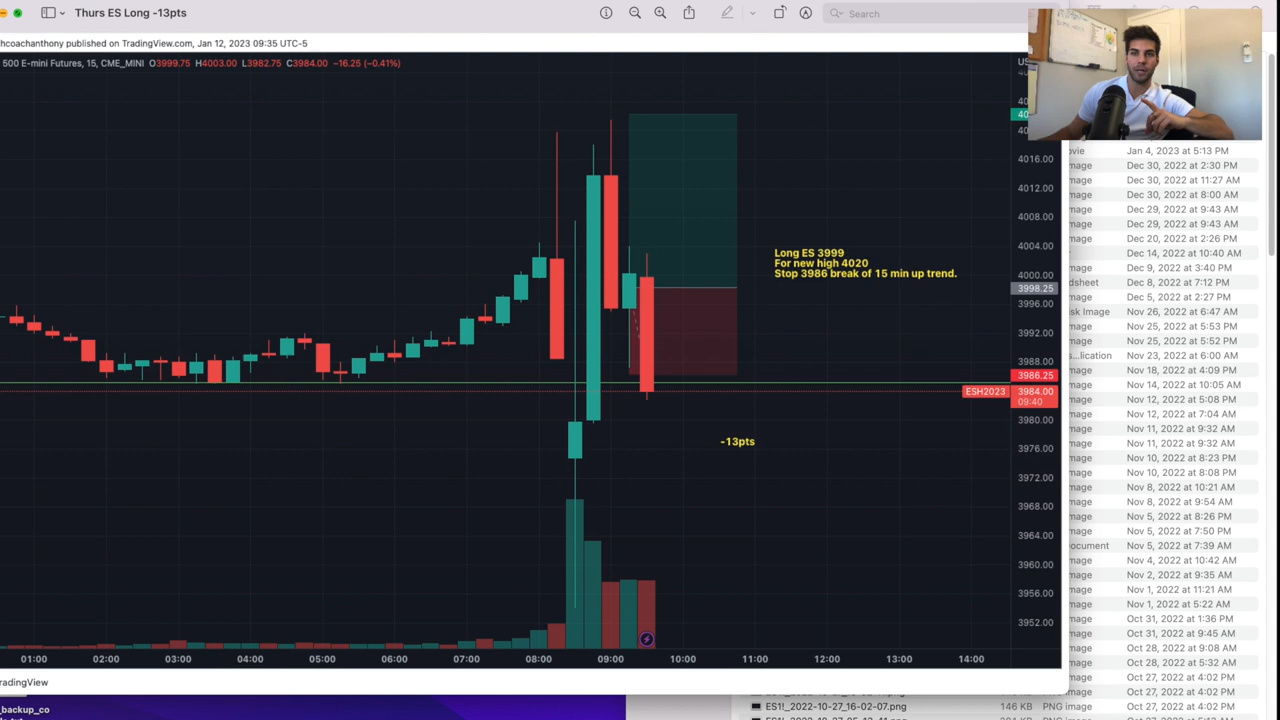 Thurs ES Long -13pts
Search
hcoachanthony published on TradingView.com, Jan 12, 2023 09:35 UTC-5
500 E-mini Futures, 15, CME_MINI O3999.75 H4003.00 L3982.75 C3984.00 −16.25 (−0.41%)
4016.00
4012.00
4008.00
4004.00
4000.00
3998.25
3996.00
3992.00
3988.00
3986.25
ESH2023 3984.00
09:40
3980.00
3976.00
3972.00
3968.00
3964.00
3960.00
3956.00
3952.00
Long ES 3999
For new high 4020
Stop 3986 break of 15 min up trend.
-13pts
01:00 02:00 03:00 04:00 05:00 06:00 07:00 08:00 09:00 10:00 11:00 12:00 13:00 14:00
radingView
_backup_co
ovie Jan 4, 2023 at 5:13 PM
mage Dec 30, 2022 at 2:30 PM
mage Dec 30, 2022 at 11:27 AM
mage Dec 30, 2022 at 8:00 AM
mage Dec 29, 2022 at 9:43 AM
mage Dec 29, 2022 at 9:43 AM
mage Dec 20, 2022 at 2:26 PM
Dec 14, 2022 at 10:40 AM
mage Dec 9, 2022 at 3:40 PM
dsheet Dec 8, 2022 at 7:12 PM
mage Dec 5, 2022 at 2:27 PM
sk Image Nov 26, 2022 at 6:47 AM
mage Nov 25, 2022 at 5:53 PM
mage Nov 25, 2022 at 5:52 PM
s...lication Nov 23, 2022 at 6:00 AM
mage Nov 18, 2022 at 4:09 PM
mage Nov 14, 2022 at 10:05 AM
mage Nov 12, 2022 at 5:08 PM
mage Nov 12, 2022 at 7:04 AM
mage Nov 11, 2022 at 9:32 AM
mage Nov 11, 2022 at 9:32 AM
mage Nov 10, 2022 at 8:23 PM
mage Nov 10, 2022 at 8:08 PM
mage Nov 8, 2022 at 10:21 AM
mage Nov 8, 2022 at 9:54 AM
mage Nov 5, 2022 at 8:26 PM
mage Nov 5, 2022 at 7:50 PM
ocument Nov 5, 2022 at 7:39 AM
mage Nov 4, 2022 at 10:42 AM
mage Nov 2, 2022 at 9:35 AM
mage Nov 1, 2022 at 11:21 AM
mage Nov 1, 2022 at 5:22 AM
mage Oct 31, 2022 at 1:36 PM
mage Oct 31, 2022 at 9:45 AM
mage Oct 28, 2022 at 9:08 AM
mage Oct 28, 2022 at 5:32 AM
mage Oct 27, 2022 at 4:02 PM
mage Oct 27, 2022 at 4:02 PM
ES1!_2022-10-27_16-02-07.png 146 KB PNG image Oct 27, 2022 at 4:02 PM